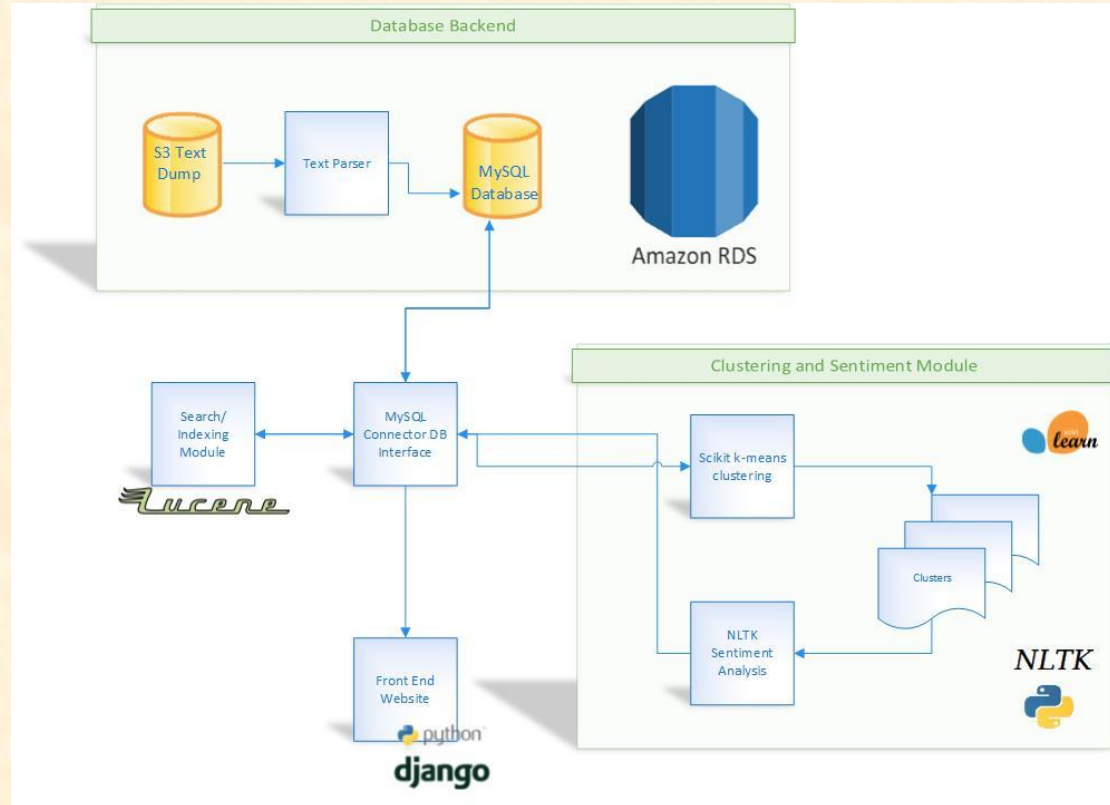 Database Backend
S3 Text
Dump
Text Parser
MySQL
Database
Amazon RDS
Clustering and Sentiment Module
Search/
Indexing
Module
Lucene
MySQL
Connector DB
Interface
Scikit k-means
clustering
learn
Clusters
NLTK
Sentiment
Analysis
NLTK
Front End
Website
python
django